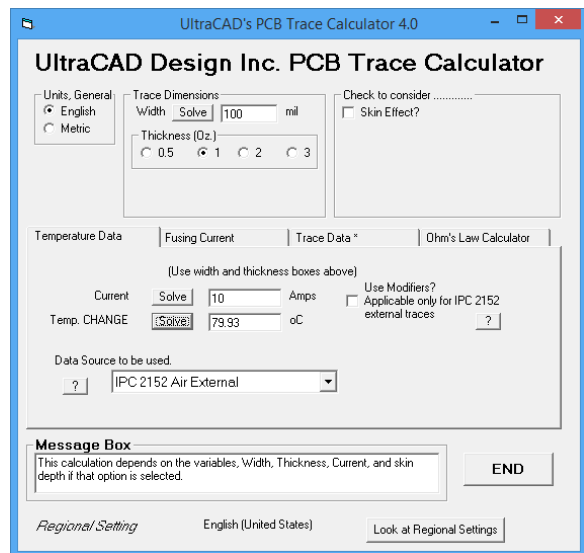 UltraCAD's PCB Trace Calculator 4.0
UltraCAD Design Inc. PCB Trace Calculator
Units, General
English
Metric
Trace Dimensions
Width Solve 100 mil
Thickness (Oz.)
0.5 1 2 3
Check to consider .............
Skin Effect?
Temperature Data Fusing Current Trace Data * Ohm's Law Calculator
(Use width and thickness boxes above)
Current Solve 10 Amps
Temp. CHANGE Solve 79.93 oC
Use Modifiers?
Applicable only for IPC 2152
external traces
?
Data Source to be used.
? IPC 2152 Air External
Message Box
This calculation depends on the variables, Width, Thickness, Current, and skin
depth if that option is selected.
END
Regional Setting English (United States) Look at Regional Settings